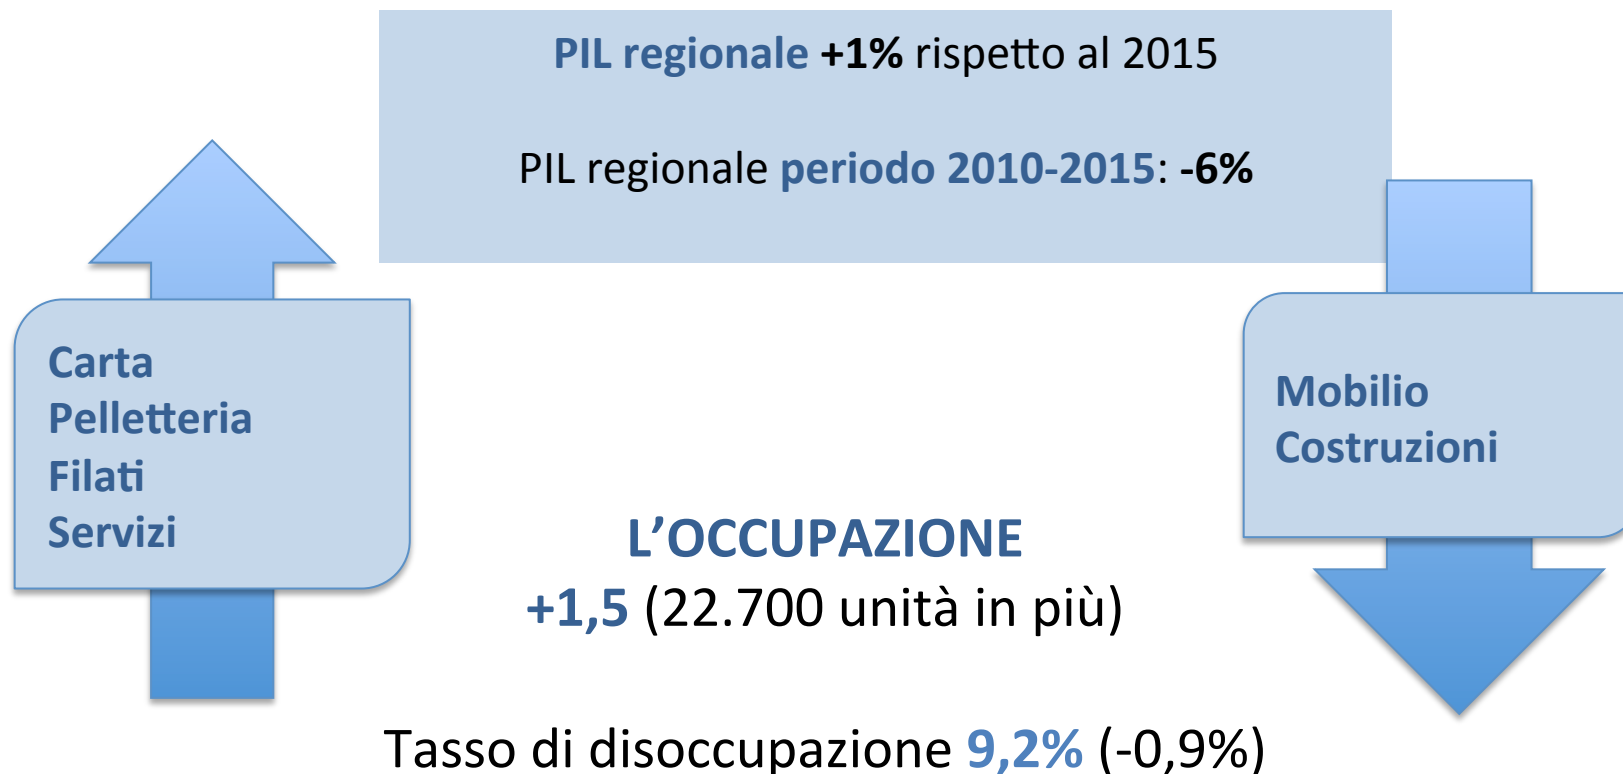 PIL regionale +1% rispetto al 2015
PIL regionale periodo 2010-2015: -6%
Carta
Pelletteria
Filati
Servizi
Mobilio
Costruzioni
L’OCCUPAZIONE
+1,5 (22.700 unità in più)
Tasso di disoccupazione 9,2% (-0,9%)